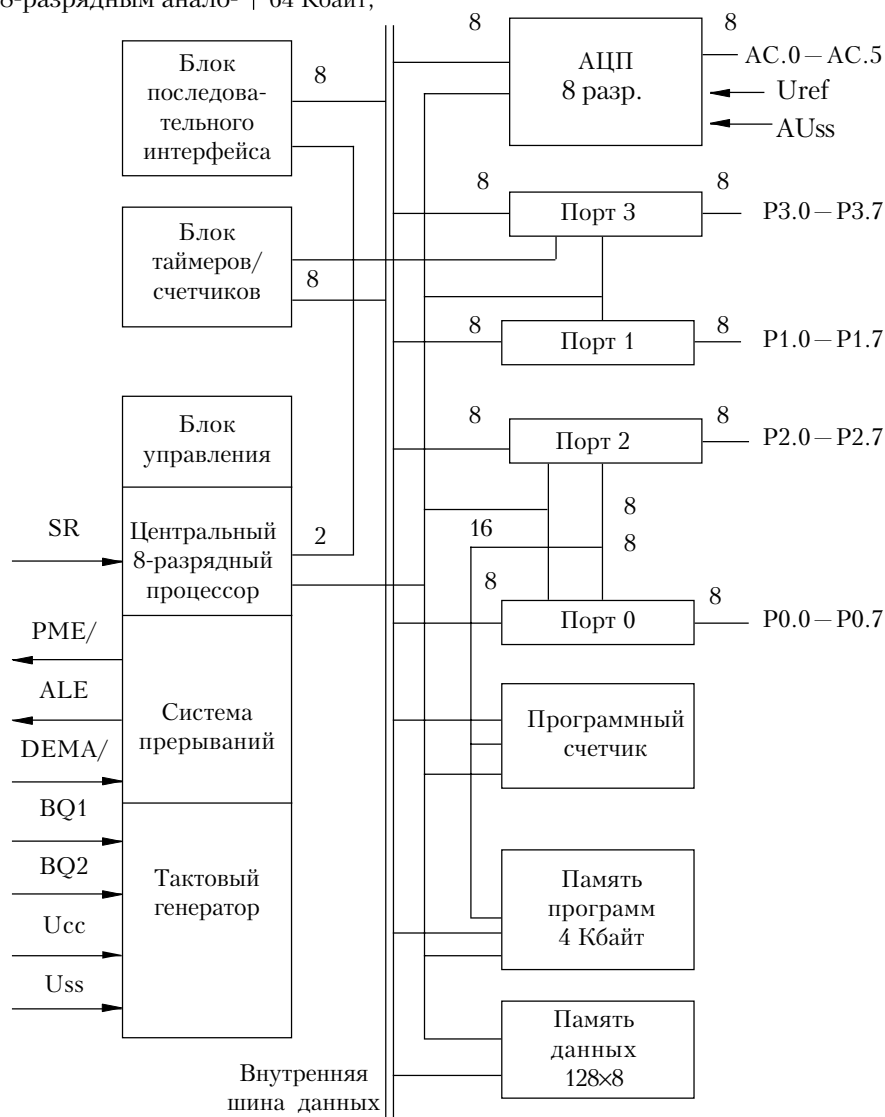 8-разрядным анало- 64 Кбайт,
Блок
последова-
тельного
интерфейса
8
8
АЦП
8 разр.
8
AC.0–AC.5
Uref
AUss
Блок
таймеров/
счетчиков
8
8
Порт 3
8
P3.0–P3.7
8
Порт 1
8
P1.0–P1.7
Блок
управления
8
Порт 2
8
P2.0–P2.7
SR
Центральный
8-разрядный
процессор
2
16
8
8
8
Порт 0
8
P0.0–P0.7
PME/
ALE
DEMA/
Система
прерываний
Программный
счетчик
BQ1
BQ2
Ucc
Uss
Тактовый
генератор
Память
программ
4 Кбайт
Память
данных
128×8
Внутренняя
шина данных